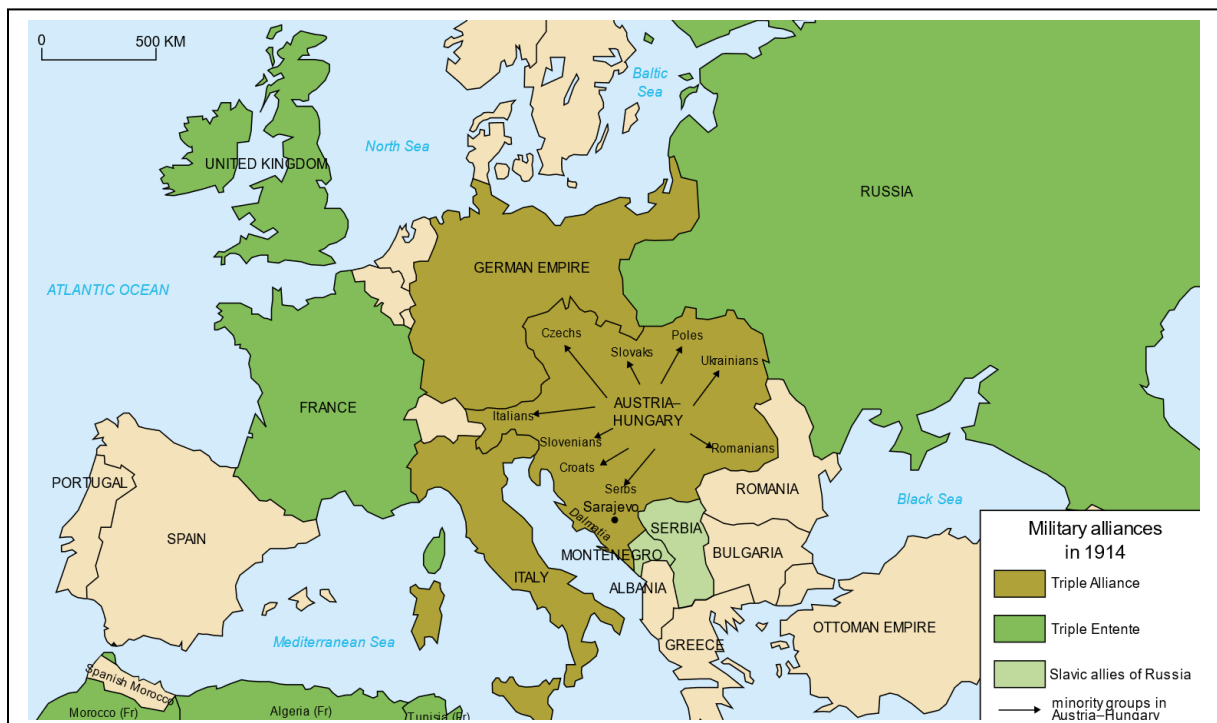 0 500 KM
Baltic
Sea
North Sea
UNITED KINGDOM
RUSSIA
GERMAN EMPIRE
ATLANTIC OCEAN
Czechs
Poles
Slovaks
Ukrainians
FRANCE
AUSTRIA–
HUNGARY
Italians
Slovenians
Romanians
Croats
PORTUGAL
Serbs
ROMANIA
Sarajevo
Black Sea
Dalmatia
SERBIA
SPAIN
MONTENEGRO
BULGARIA
ITALY
ALBANIA
OTTOMAN EMPIRE
Mediterranean Sea
GREECE
Spanish Morocco
Morocco (Fr)
Algeria (Fr)
Tunisia (Fr)
Military alliances
in 1914
Triple Alliance
Triple Entente
Slavic allies of Russia
minority groups in
Austria–Hungary